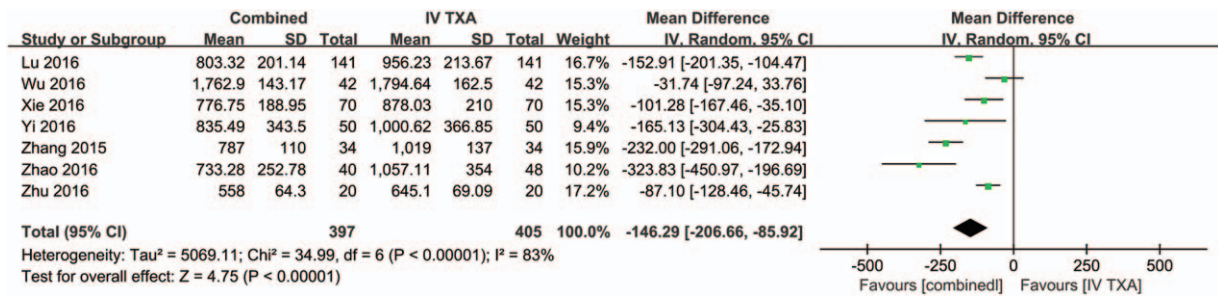 Combined IV TXA Mean Difference Mean Difference
Study or Subgroup Mean SD Total Mean SD Total Weight IV, Random, 95% CI IV, Random, 95% CI
Lu 2016 803.32 201.14 141 956.23 213.67 141 16.7% -152.91 [-201.35, -104.47]
Wu 2016 1,762.9 143.17 42 1,794.64 162.5 42 15.3% -31.74 [-97.24, 33.76]
Xie 2016 776.75 188.95 70 878.03 210 70 15.3% -101.28 [-167.46, -35.10]
Yi 2016 835.49 343.5 50 1,000.62 366.85 50 9.4% -165.13 [-304.43, -25.83]
Zhang 2015 787 110 34 1,019 137 34 15.9% -232.00 [-291.06, -172.94]
Zhao 2016 733.28 252.78 40 1,057.11 354 48 10.2% -323.83 [-450.97, -196.69]
Zhu 2016 558 64.3 20 645.1 69.09 20 17.2% -87.10 [-128.46, -45.74]
Total (95% CI) 397 405 100.0% -146.29 [-206.66, -85.92]
Heterogeneity: Tau² = 5069.11; Chi² = 34.99, df = 6 (P < 0.00001); I² = 83%
Test for overall effect: Z = 4.75 (P < 0.00001)
-500 -250 0 250 500
Favours [combinedl] Favours [IV TXA]